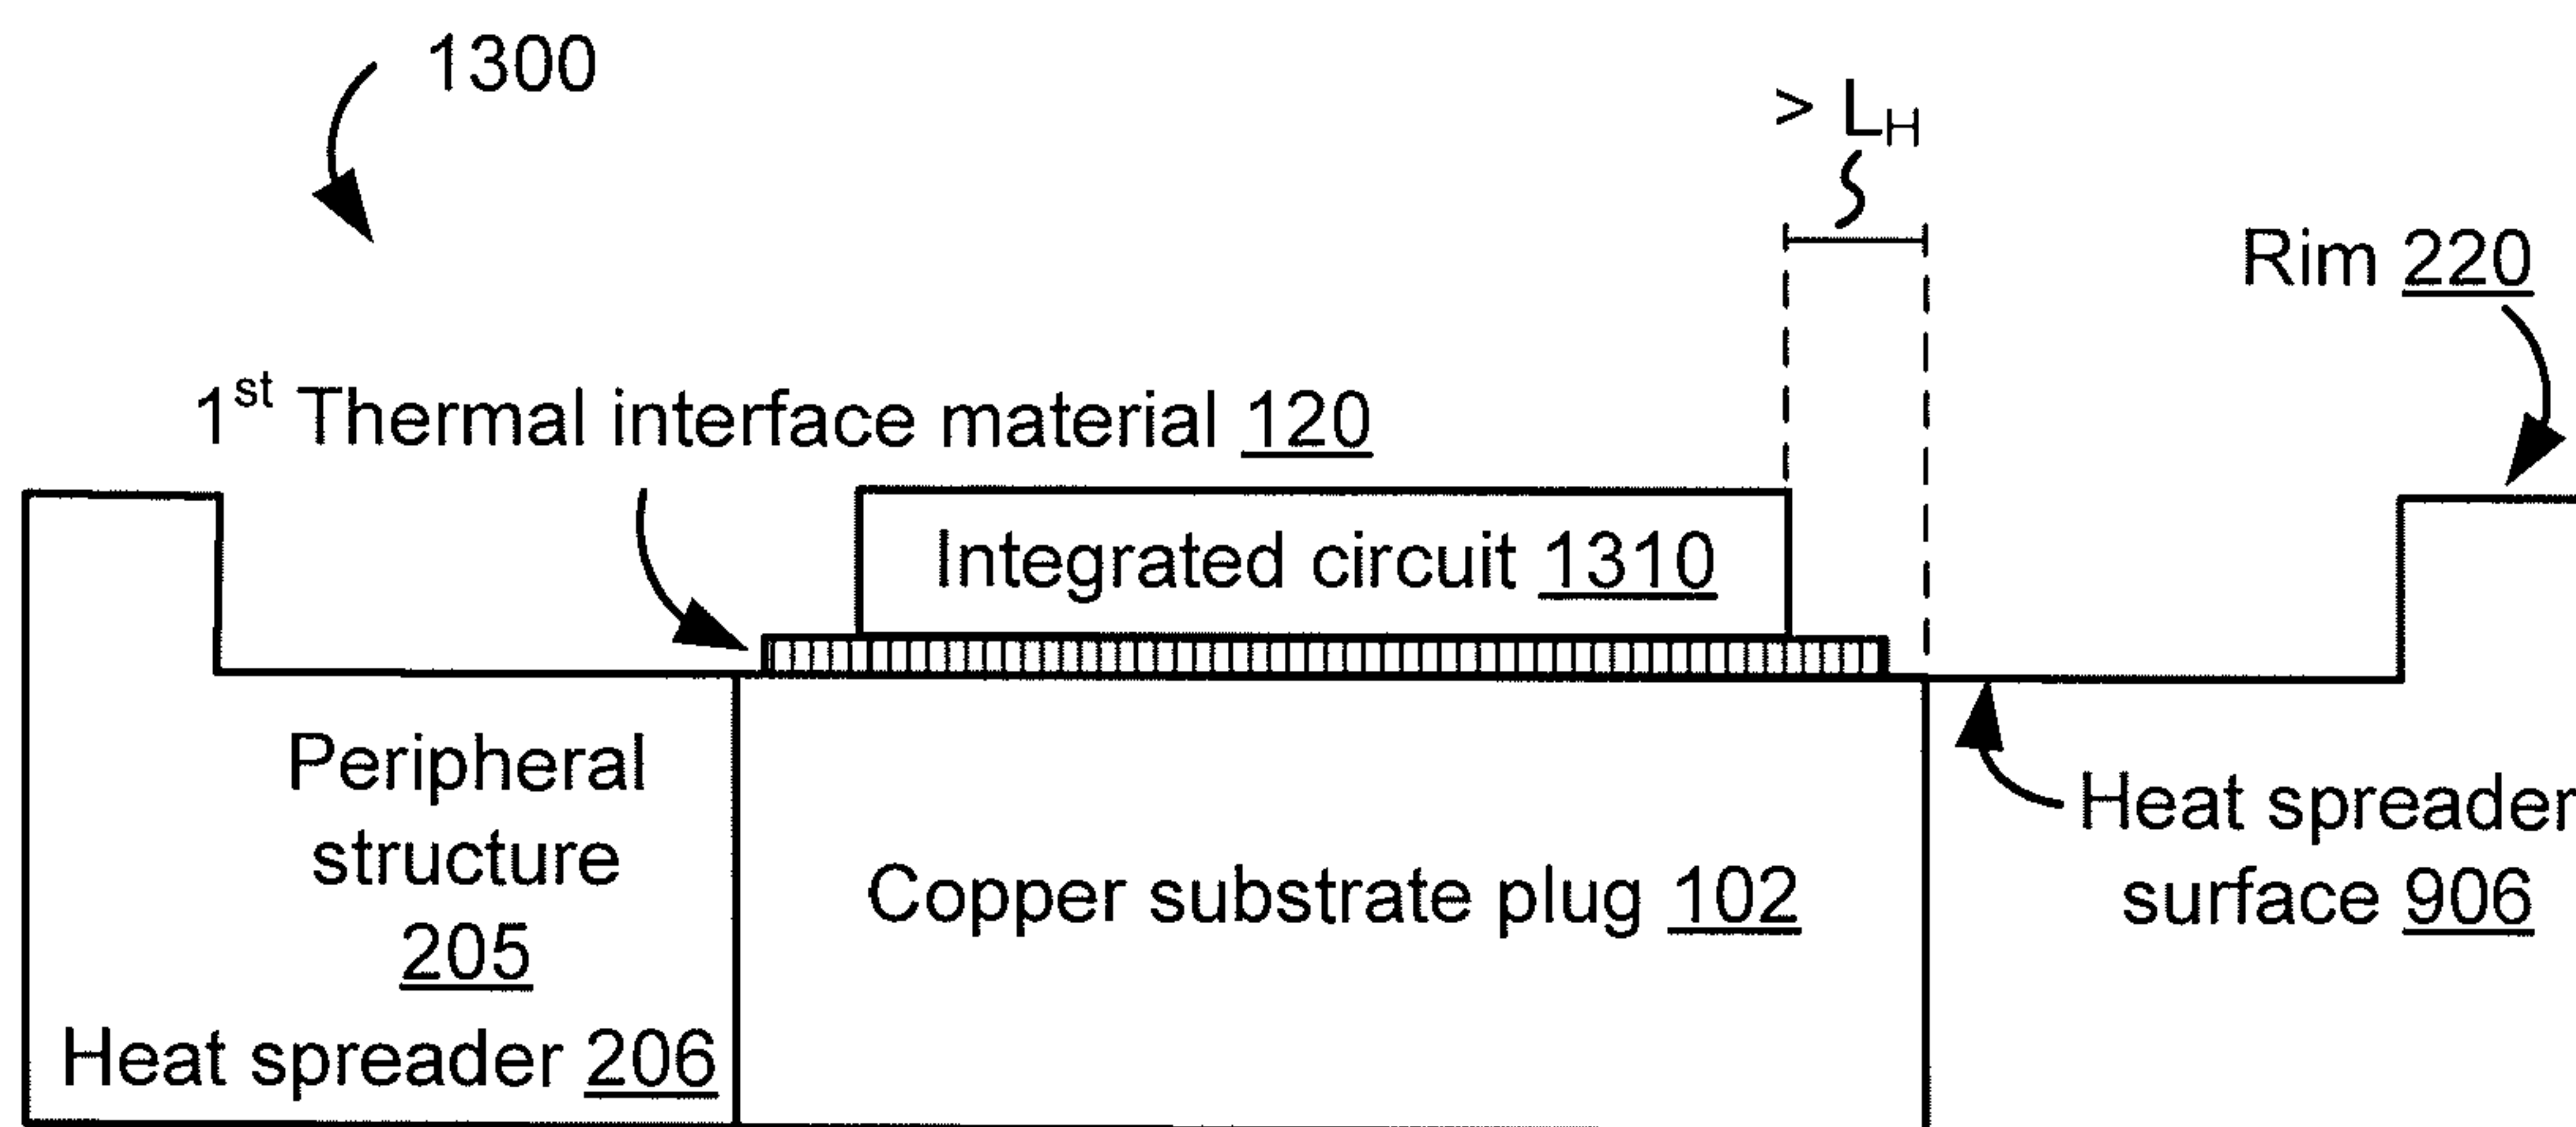 1300
> LH
Rim 220
1st Thermal interface material 120
Integrated circuit 1310
Peripheral
structure
205
Heat spreader 206
Copper substrate plug 102
Heat spreader
surface 906